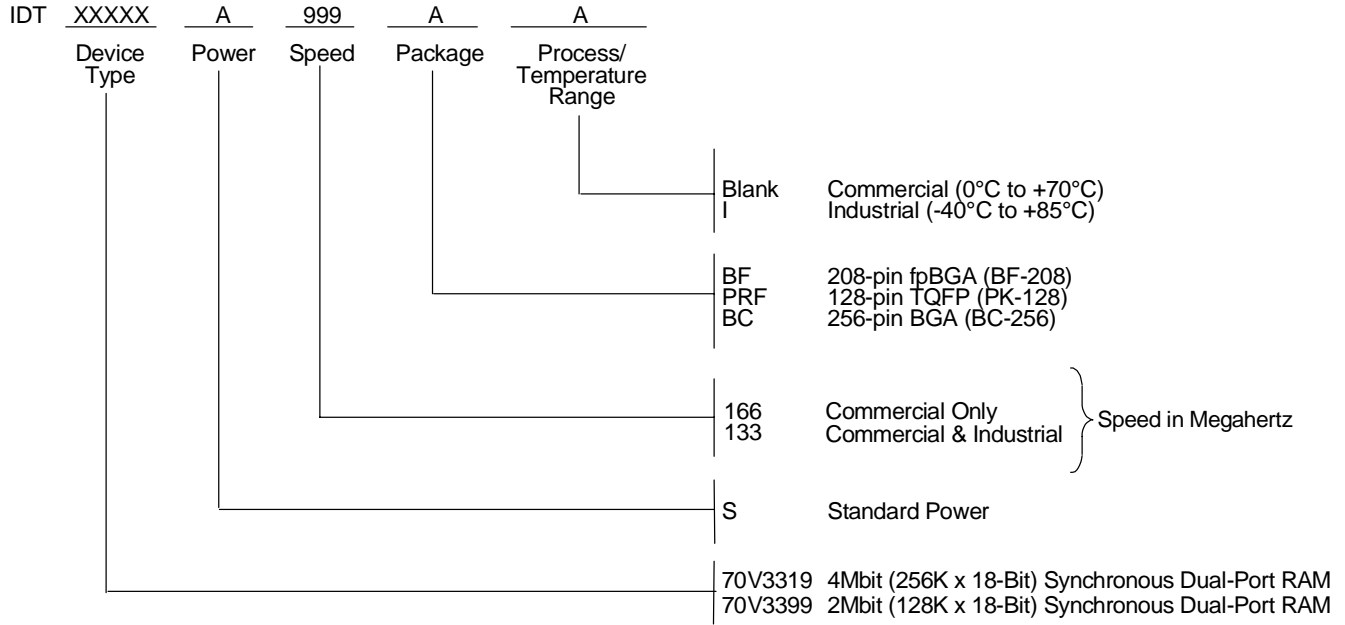 IDT XXXXX A 999 A A
Device Type Power Speed Package Process/ Temperature Range
Blank Commercial (0°C to +70°C)
I Industrial (-40°C to +85°C)
BF 208-pin fpBGA (BF-208)
PRF 128-pin TQFP (PK-128)
BC 256-pin BGA (BC-256)
166 Commercial Only
133 Commercial & Industrial
Speed in Megahertz
S Standard Power
70V3319 4Mbit (256K x 18-Bit) Synchronous Dual-Port RAM
70V3399 2Mbit (128K x 18-Bit) Synchronous Dual-Port RAM